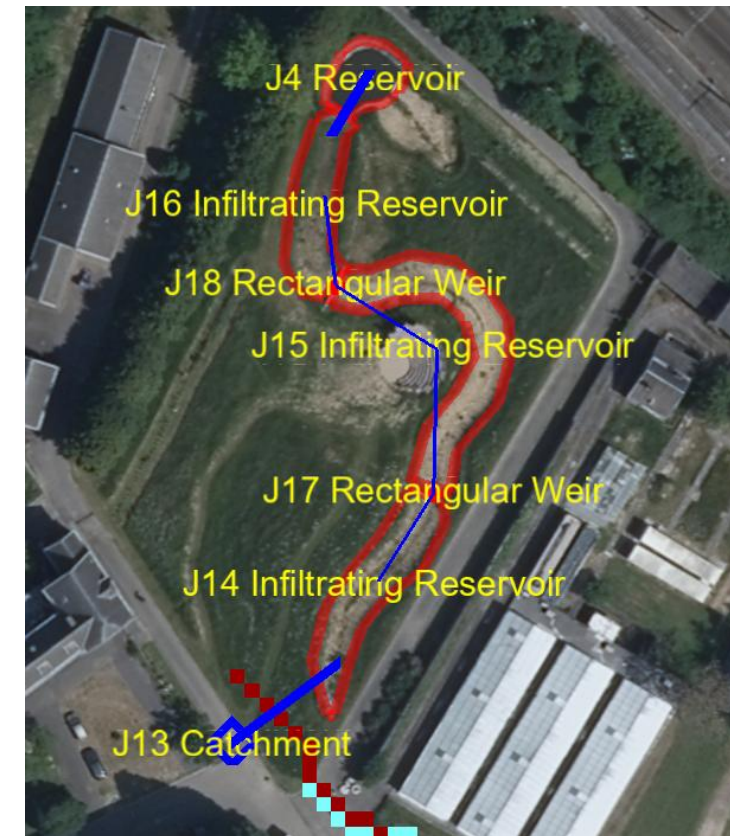 J4 Reservoir
J16 Infiltrating Reservoir
J18 Rectangular Weir
J15 Infiltrating Reservoir
J17 Rectangular Weir
J14 Infiltrating Reservoir
J13 Catchment